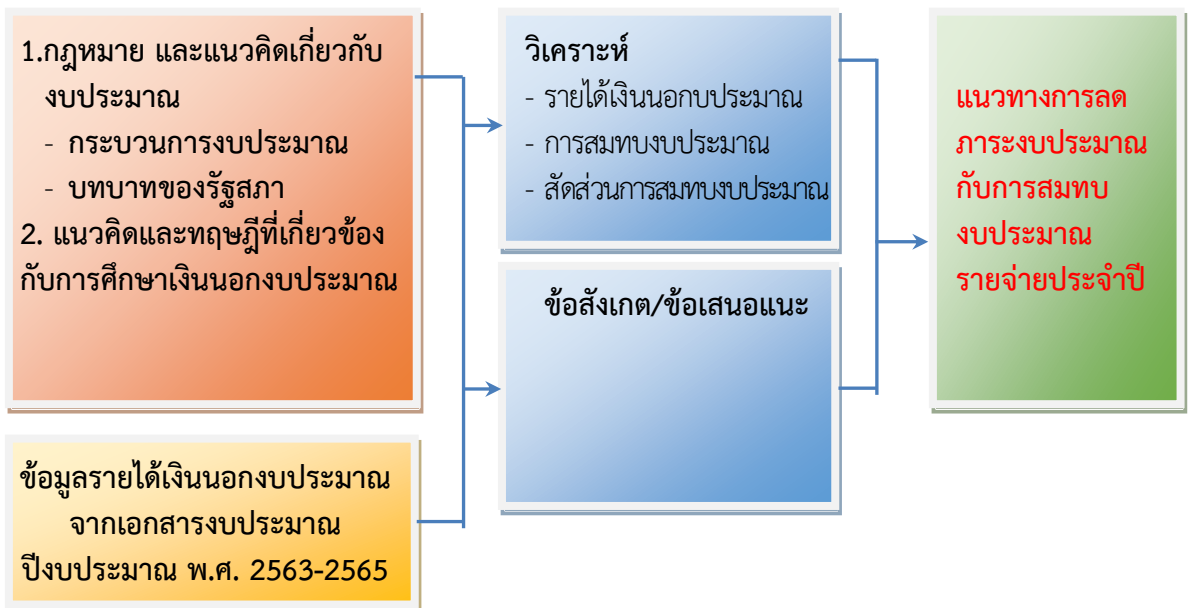 1.กฎหมาย และแนวคิดเกี่ยวกับ
งบประมาณ
- กระบวนการงบประมาณ
- บทบาทของรัฐสภา
2. แนวคิดและทฤษฎีที่เกี่ยวข้อง
กับการศึกษาเงินนอกงบประมาณ
ข้อมูลรายได้เงินนอกงบประมาณ
จากเอกสารงบประมาณ
ปีงบประมาณ พ.ศ. 2563-2565
วิเคราะห์
- รายได้เงินนอกบประมาณ
- การสมทบงบประมาณ
- สัดส่วนการสมทบงบประมาณ
ข้อสังเกต/ข้อเสนอแนะ
แนวทางการลด
ภาระงบประมาณ
กับการสมทบ
งบประมาณ
รายจ่ายประจำปี